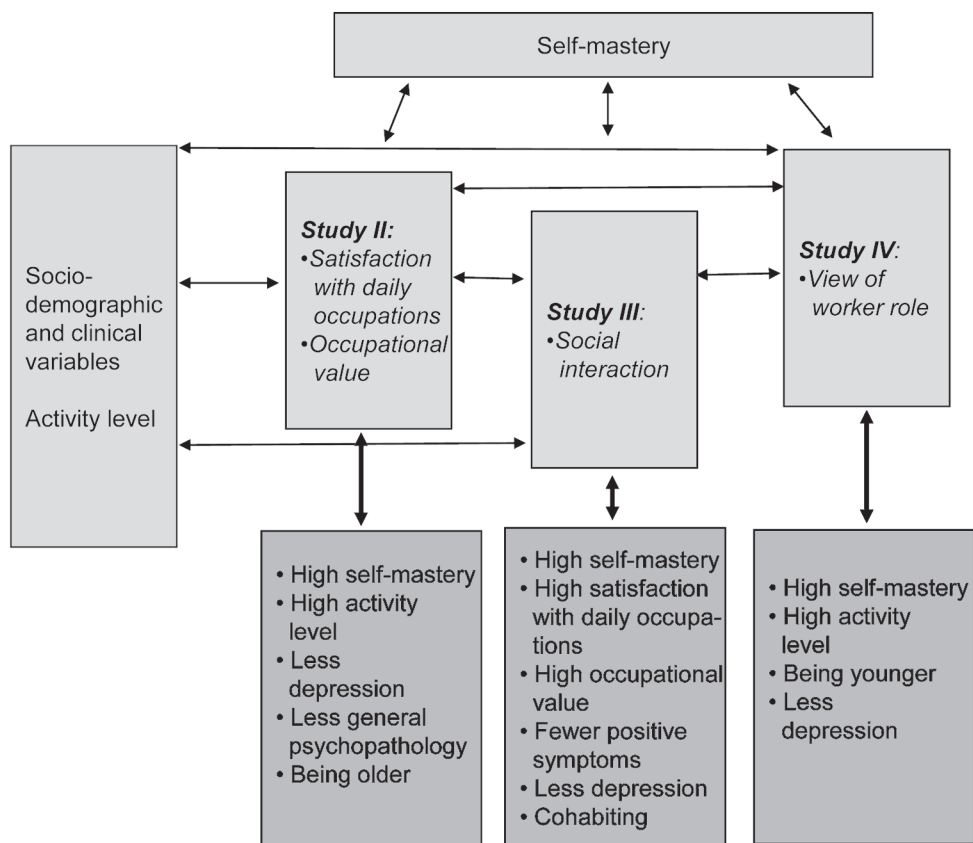 Self-mastery
Socio-
demographic
and clinical
variables
Activity level
Study II:
•Satisfaction
with daily
occupations
•Occupational
value
Study III:
•Social
interaction
Study IV:
•View of
worker role
• High self-mastery
• High activity
level
• Less
depression
• Less general
psychopathology
• Being older
• High self-mastery
• High satisfaction
with daily occupa-
tions
• High occupational
value
• Fewer positive
symptoms
• Less depression
• Cohabiting
• High self-mastery
• High activity
level
• Being younger
• Less
depression